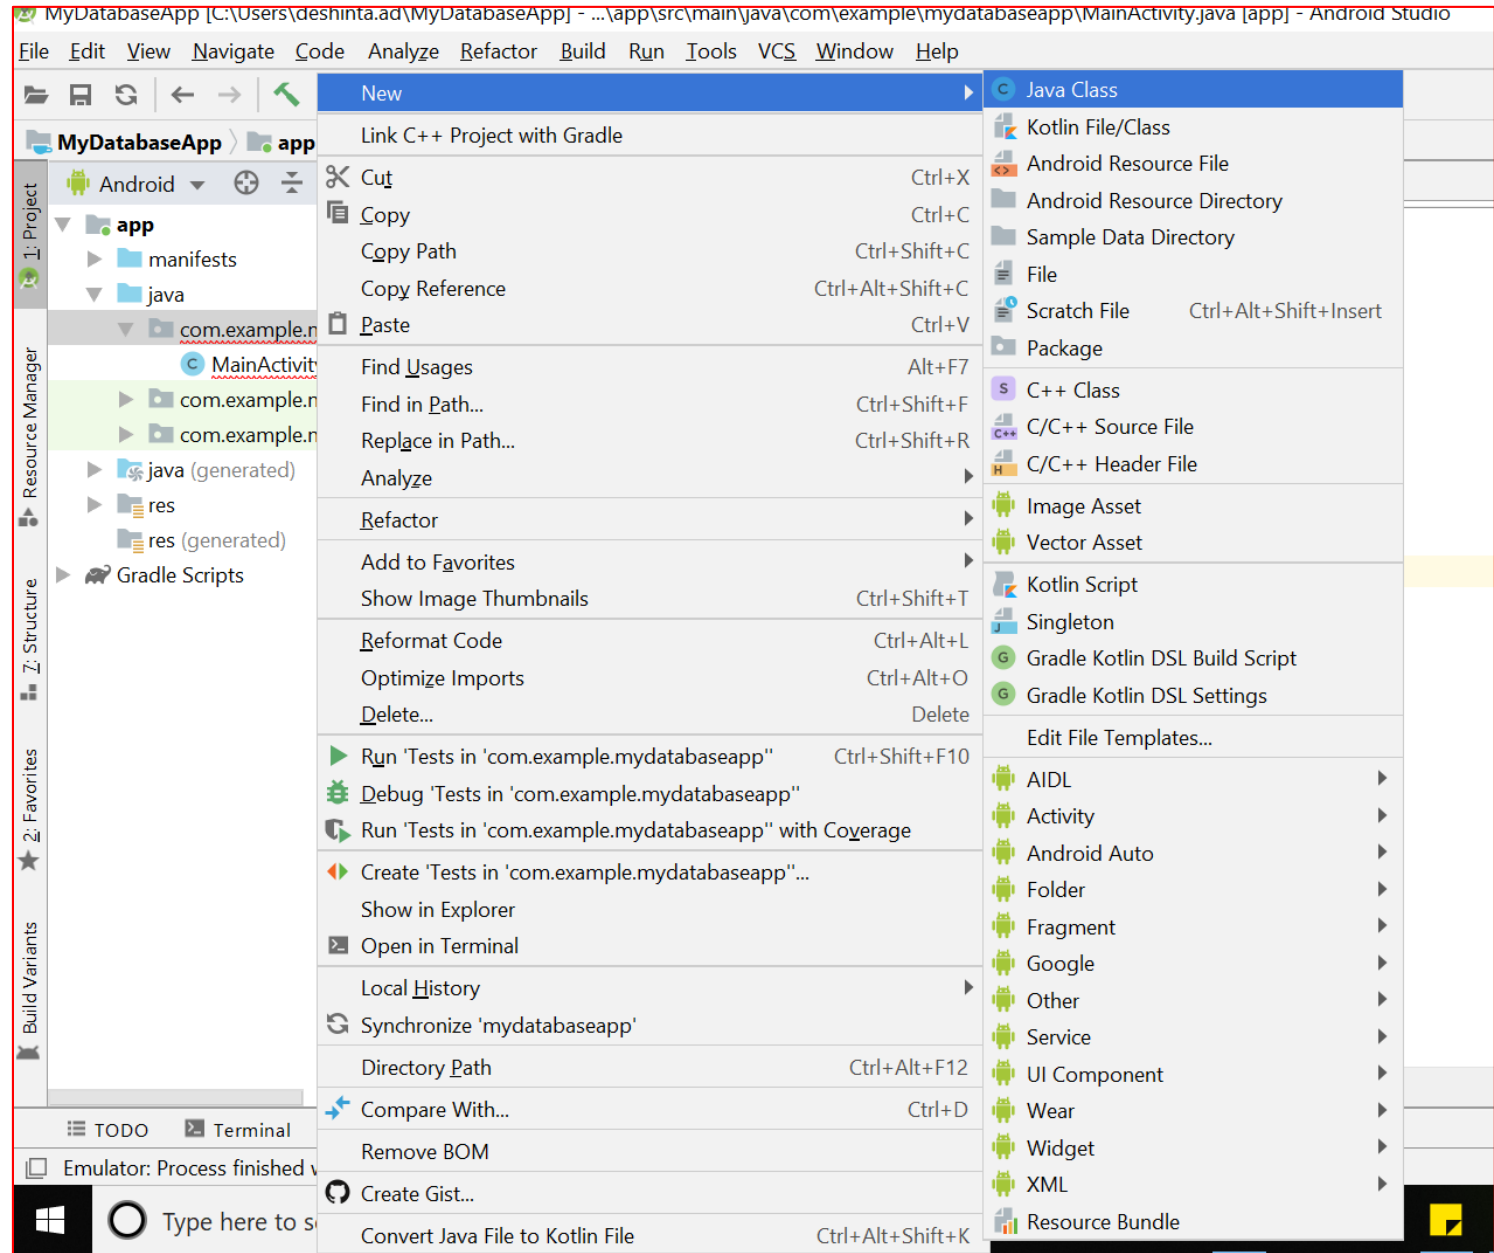 MyDatabaseApp [C:\Users\deshinta.ad\MyDatabaseApp] - ...\app\src\main\java\com\example\mydatabaseapp\MainActivity.java [app] - Android Studio
File Edit View Navigate Code Analyze Refactor Build Run Tools VCS Window Help
MyDatabaseApp app
Android
1: Project
Resource Manager
7: Structure
2: Favorites
Build Variants
app
manifests
java
com.example.m
MainActivity
com.example.m
com.example.m
java (generated)
res
res (generated)
Gradle Scripts
New
Link C++ Project with Gradle
Cut Ctrl+X
Copy Ctrl+C
Copy Path Ctrl+Shift+C
Copy Reference Ctrl+Alt+Shift+C
Paste Ctrl+V
Find Usages Alt+F7
Find in Path... Ctrl+Shift+F
Replace in Path... Ctrl+Shift+R
Analyze
Refactor
Add to Favorites
Show Image Thumbnails Ctrl+Shift+T
Reformat Code Ctrl+Alt+L
Optimize Imports Ctrl+Alt+O
Delete... Delete
Run 'Tests in 'com.example.mydatabaseapp'' Ctrl+Shift+F10
Debug 'Tests in 'com.example.mydatabaseapp''
Run 'Tests in 'com.example.mydatabaseapp'' with Coverage
Create 'Tests in 'com.example.mydatabaseapp''...
Show in Explorer
Open in Terminal
Local History
Synchronize 'mydatabaseapp'
Directory Path Ctrl+Alt+F12
Compare With... Ctrl+D
Remove BOM
Create Gist...
Convert Java File to Kotlin File Ctrl+Alt+Shift+K
Java Class
Kotlin File/Class
Android Resource File
Android Resource Directory
Sample Data Directory
File
Scratch File Ctrl+Alt+Shift+Insert
Package
C++ Class
C/C++ Source File
C/C++ Header File
Image Asset
Vector Asset
Kotlin Script
Singleton
Gradle Kotlin DSL Build Script
Gradle Kotlin DSL Settings
Edit File Templates...
AIDL
Activity
Android Auto
Folder
Fragment
Google
Other
Service
UI Component
Wear
Widget
XML
Resource Bundle
TODO Terminal
Emulator: Process finished
Type here to s